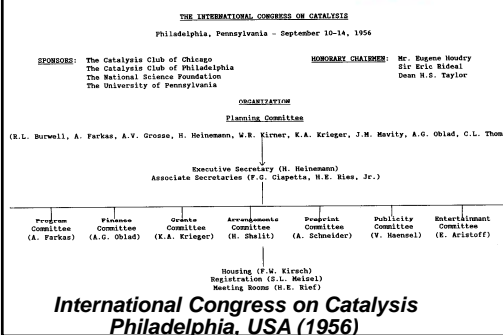 THE INTERNATIONAL CONGRESS ON CATALYSIS
Philadelphia, Pennsylvania - September 10-14, 1956
SPONSORS: The Catalysis Club of Chicago HONORARY CHAIRMEN: Mr. Eugene Houdry
The Catalysis Club of Philadelphia Sir Eric Rideal
The National Science Foundation Dean H.S. Taylor
The University of Pennsylvania
ORGANIZATION
Planning Committee
(R.L. Burwell, A. Farkas, A.V. Grosse, H. Heinemann, W.R. Kirner, K.A. Krieger, J.M. Mavity, A.G. Oblad, C.L. Thom
Executive Secretary (H. Heinemann)
Associate Secretaries (F.G. Ciapetta, H.E. Ries, Jr.)
Program Finance Grants Arrangements Preprint Publicity Entertainment
Committee Committee Committee Committee Committee Committee Committee
(A. Farkas) (A.G. Oblad) (K.A. Krieger) (H. Shalit) (A. Schneider) (V. Haensel) (E. Aristoff)
Housing (F.W. Kirsch)
Registration (S.L. Meisel)
Meeting Rooms (H.E. Rief)
International Congress on Catalysis
Philadelphia, USA (1956)